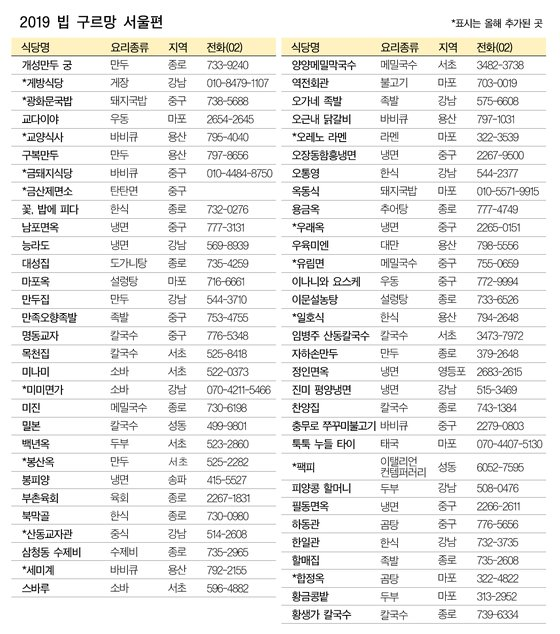 2019 빕 구르망 서울편
*표시는 올해 추가된 곳
식당명 요리종류 지역 전화(02)
개성만두 궁 만두 종로 733-9240
*게방식당 게장 강남 010-8479-1107
*광화문국밥 돼지국밥 중구 738-5688
교다이야 우동 마포 2654-2645
*교양식사 바비큐 용산 795-4040
구복만두 만두 용산 797-8656
*금돼지식당 바비큐 중구 010-4484-8750
*금산제면소 탄탄면 중구
꽃, 밥에 피다 한식 종로 732-0276
남포면옥 냉면 중구 777-3131
능라도 냉면 강남 569-8939
대성집 도가니탕 종로 735-4259
마포옥 설렁탕 마포 716-6661
만두집 만두 강남 544-3710
만족오향족발 족발 중구 753-4755
명동교자 칼국수 중구 776-5348
목천집 칼국수 서초 525-8418
미나미 소바 서초 522-0373
*미미면가 소바 강남 070-4211-5466
미진 메밀국수 종로 730-6198
밀본 칼국수 성동 499-9801
백년옥 두부 서초 523-2860
*봉산옥 만두 서초 525-2282
봉피양 냉면 송파 415-5527
부촌육회 육회 종로 2267-1831
북막골 한식 종로 730-0980
*산동교자관 중식 강남 514-2608
삼청동 수제비 수제비 종로 735-2965
*세미계 바비큐 용산 792-2155
스바루 소바 서초 596-4882
식당명 요리종류 지역 전화(02)
양양메밀막국수 메밀국수 서초 3482-3738
역전회관 불고기 마포 703-0019
오가네 족발 족발 강남 575-6608
오근내 닭갈비 바비큐 용산 797-1031
*오레노 라멘 라멘 마포 322-3539
오장동함흥냉면 냉면 중구 2267-9500
오통영 한식 강남 544-2377
옥동식 돼지국밥 마포 010-5571-9915
용금옥 추어탕 종로 777-4749
*우래옥 냉면 중구 2265-0151
우육미엔 대만 용산 798-5556
*유림면 메밀국수 중구 755-0659
이나니와 요스케 우동 중구 772-9994
이문설농탕 설렁탕 종로 733-6526
*일호식 한식 용산 794-2648
임병주 산동칼국수 칼국수 서초 3473-7972
자하손만두 만두 종로 379-2648
정인면옥 냉면 영등포 2683-2615
진미 평양냉면 냉면 강남 515-3469
찬양집 칼국수 종로 743-1384
충무로 쭈꾸미불고기 바비큐 중구 2279-0803
툭툭 누들 타이 태국 마포 070-4407-5130
*팩피 이탤리언 컨템퍼러리 성동 6052-7595
피양콩 할머니 두부 강남 508-0476
필동면옥 냉면 중구 2266-2611
하동관 곰탕 중구 776-5656
한일관 한식 강남 732-3735
할매집 족발 종로 735-2608
*합정옥 곰탕 마포 322-4822
황금콩밭 두부 마포 313-2952
황생가 칼국수 칼국수 종로 739-6334